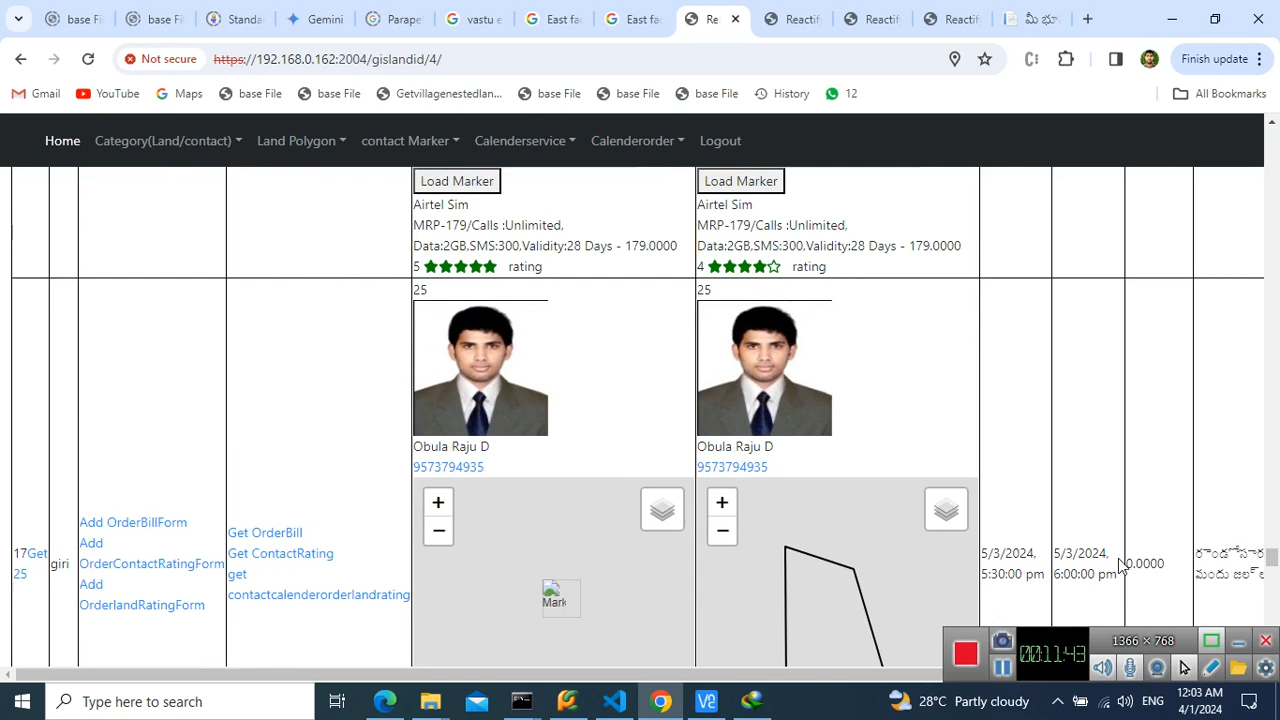 base Fi
base Fi
Standa
Gemini
Parape
vastu e
East fa
East fa
Re
Reactif
Reactif
Reactif
మీ భూ
Not secure
https://192.168.0.162:2004/gislandid/4/
Finish update
Gmail
YouTube
Maps
base File
base File
Getvillagenestedlan...
base File
base File
base File
History
12
All Bookmarks
Home
Category(Land/contact)
Land Polygon
contact Marker
Calenderservice
Calenderorder
Logout
Load Marker
Load Marker
Airtel Sim
Airtel Sim
MRP-179/Calls :Unlimited,
MRP-179/Calls :Unlimited,
Data:2GB,SMS:300,Validity:28 Days - 179.0000
Data:2GB,SMS:300,Validity:28 Days - 179.0000
5 rating
4 rating
25
25
Obula Raju D
Obula Raju D
9573794935
9573794935
+
−
+
−
17Get
25
giri
Add OrderBillForm
Add
OrderContactRatingForm
Add
OrderlandRatingForm
Get OrderBill
Get ContactRating
get
contactcalenderorderlandrating
Mark
5/3/2024,
5:30:00 pm
5/3/2024,
6:00:00 pm
0.0000
00:11:43
1366 × 768
Type here to search
28°C Partly cloudy
ENG
12:03 AM
4/1/2024